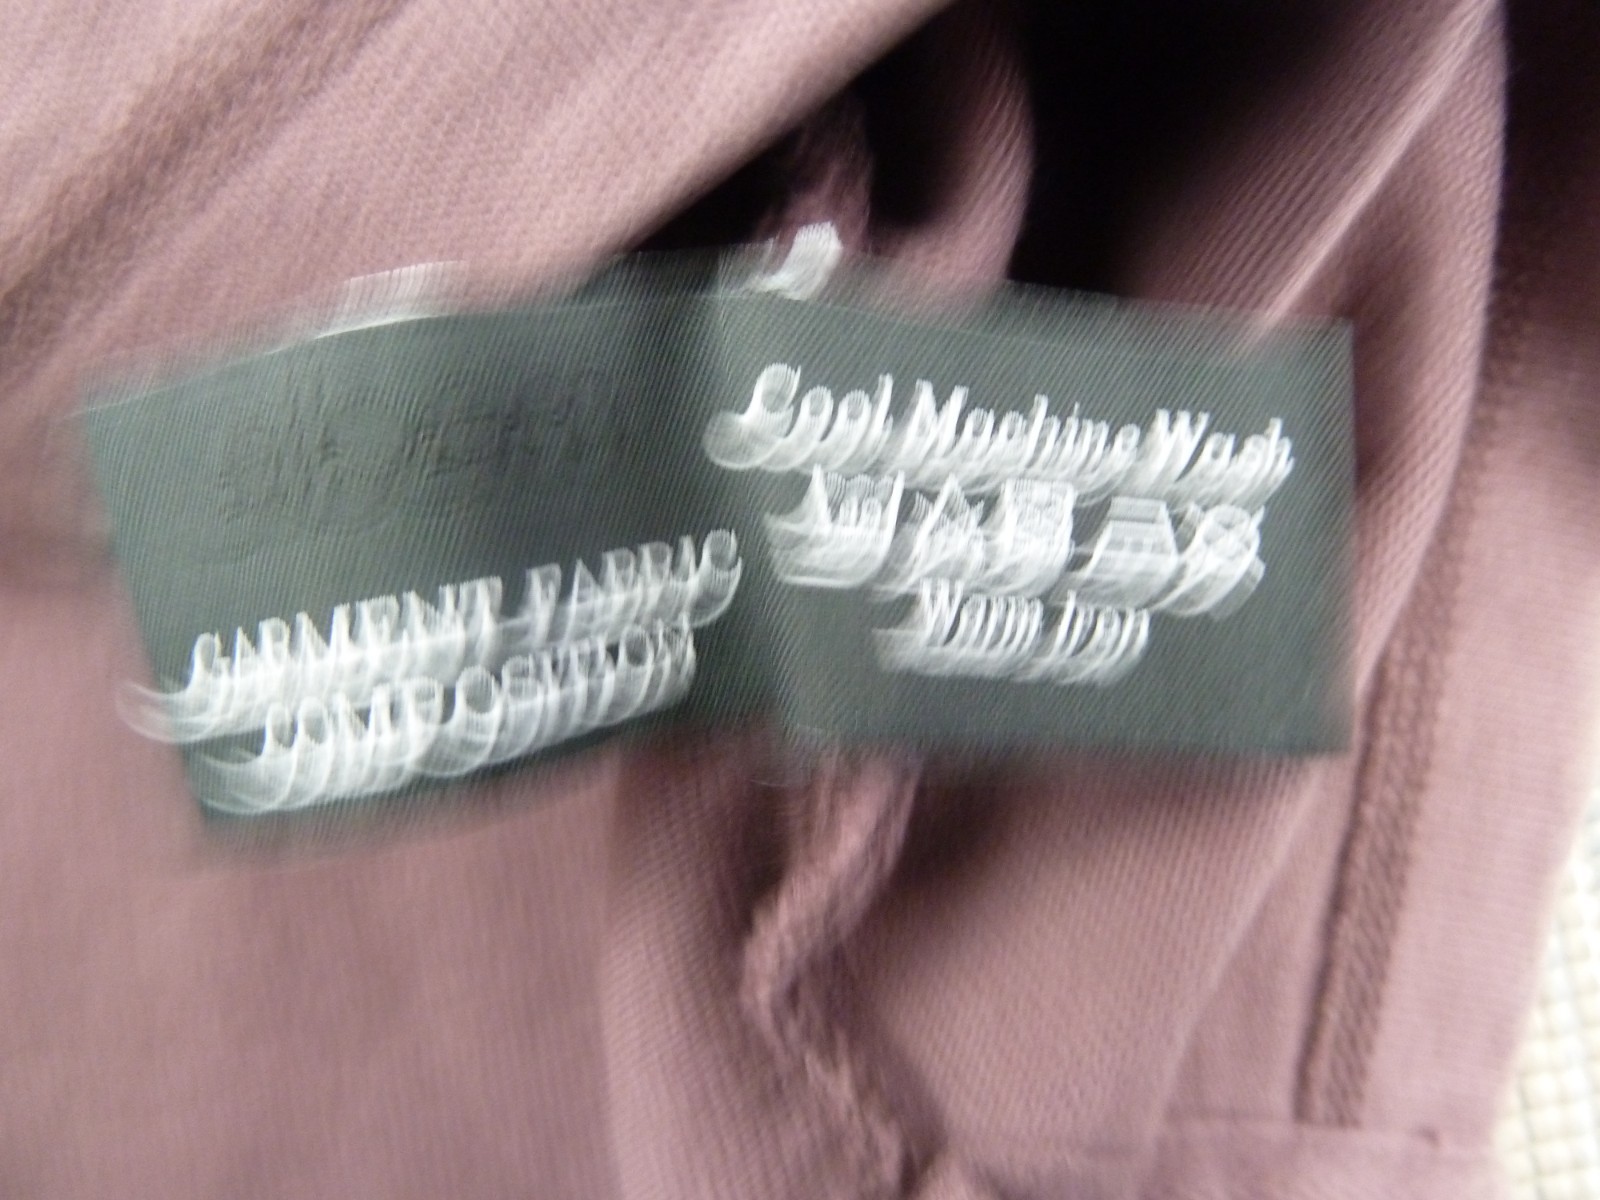 GARMENT FABRIC
COMPOSITION
Cool Machine Wash
Warm Iron